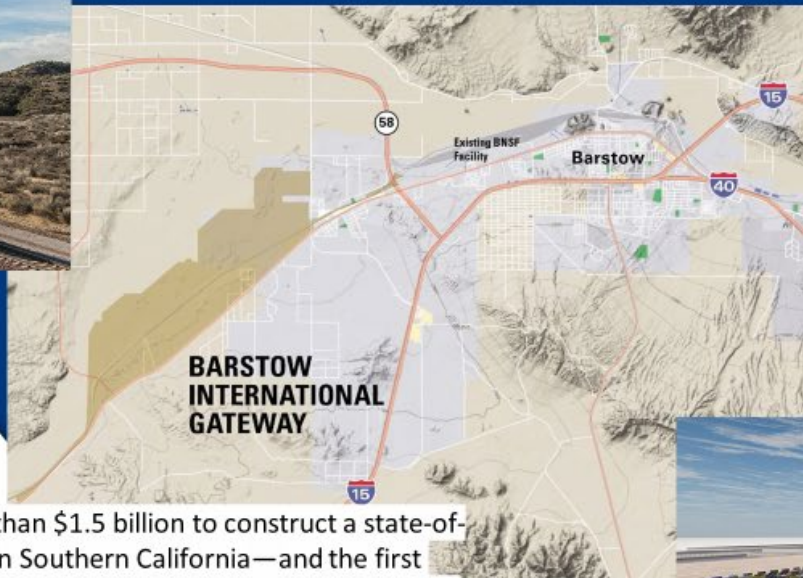 15
58
Existing BNSF
Facility
Barstow
40
BARSTOW
INTERNATIONAL
GATEWAY
15
than $1.5 billion to construct a state-of-
n Southern California—and the first